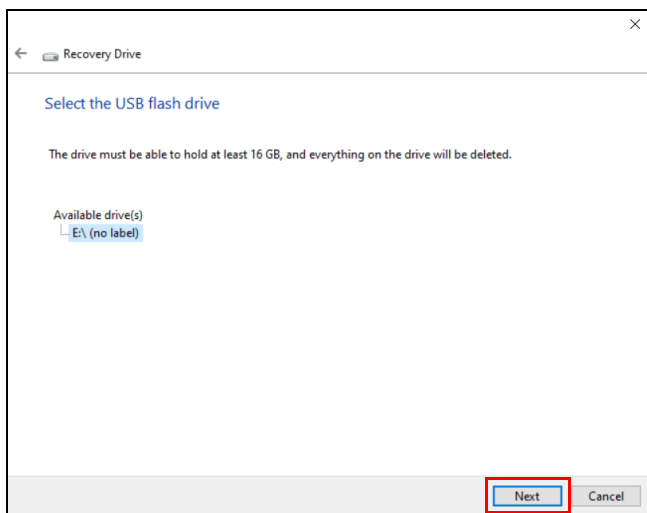 Recovery Drive
Select the USB flash drive
The drive must be able to hold at least 16 GB, and everything on the drive will be deleted.
Available drive(s)
E:\ (no label)
Next Cancel